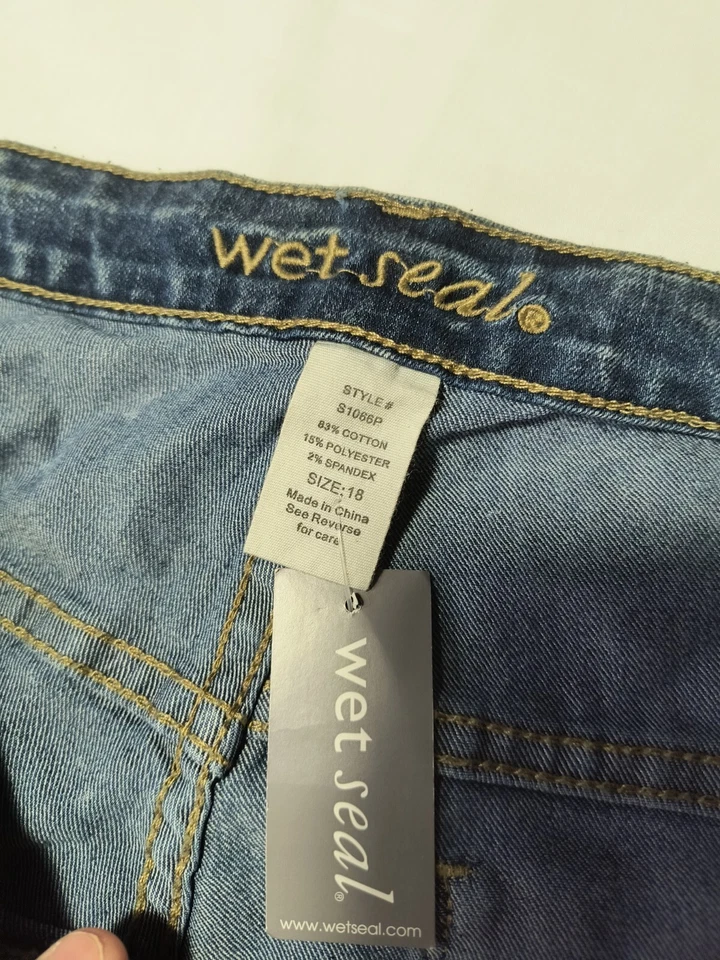 wet seal®
STYLE #
S1066P
83% COTTON
15% POLYESTER
2% SPANDEX
SIZE:18
Made in China
See Reverse
for care
wet seal®
www.wetseal.com